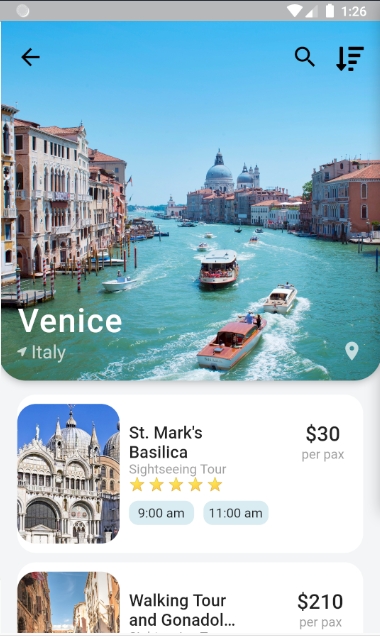 1:26
Venice
Italy
St. Mark's
$30
Basilica
per pax
Sightseeing Tour
9:00 am
11:00 am
Walking Tour
$210
and Gonadol...
per pax